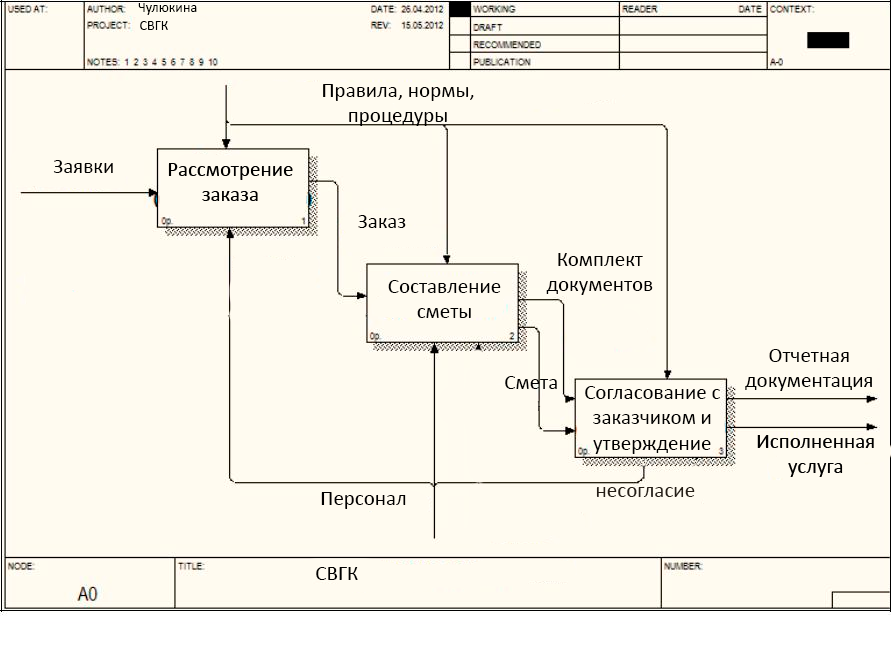 USED AT:
AUTHOR: Чулюкина
DATE: 26.04.2012
WORKING
READER
DATE
CONTEXT:
PROJECT: СВГК
REV: 15.05.2012
DRAFT
RECOMMENDED
NOTES: 1 2 3 4 5 6 7 8 9 10
PUBLICATION
A-0
Правила, нормы,
процедуры
Заявки
Рассмотрение
заказа
0р.
1
Заказ
Составление
сметы
0р.
2
Комплект
документов
Смета
Согласование с
заказчиком и
утверждение
0р.
3
Отчетная
документация
Исполненная
услуга
несогласие
Персонал
NODE:
A0
TITLE:
СВГК
NUMBER: